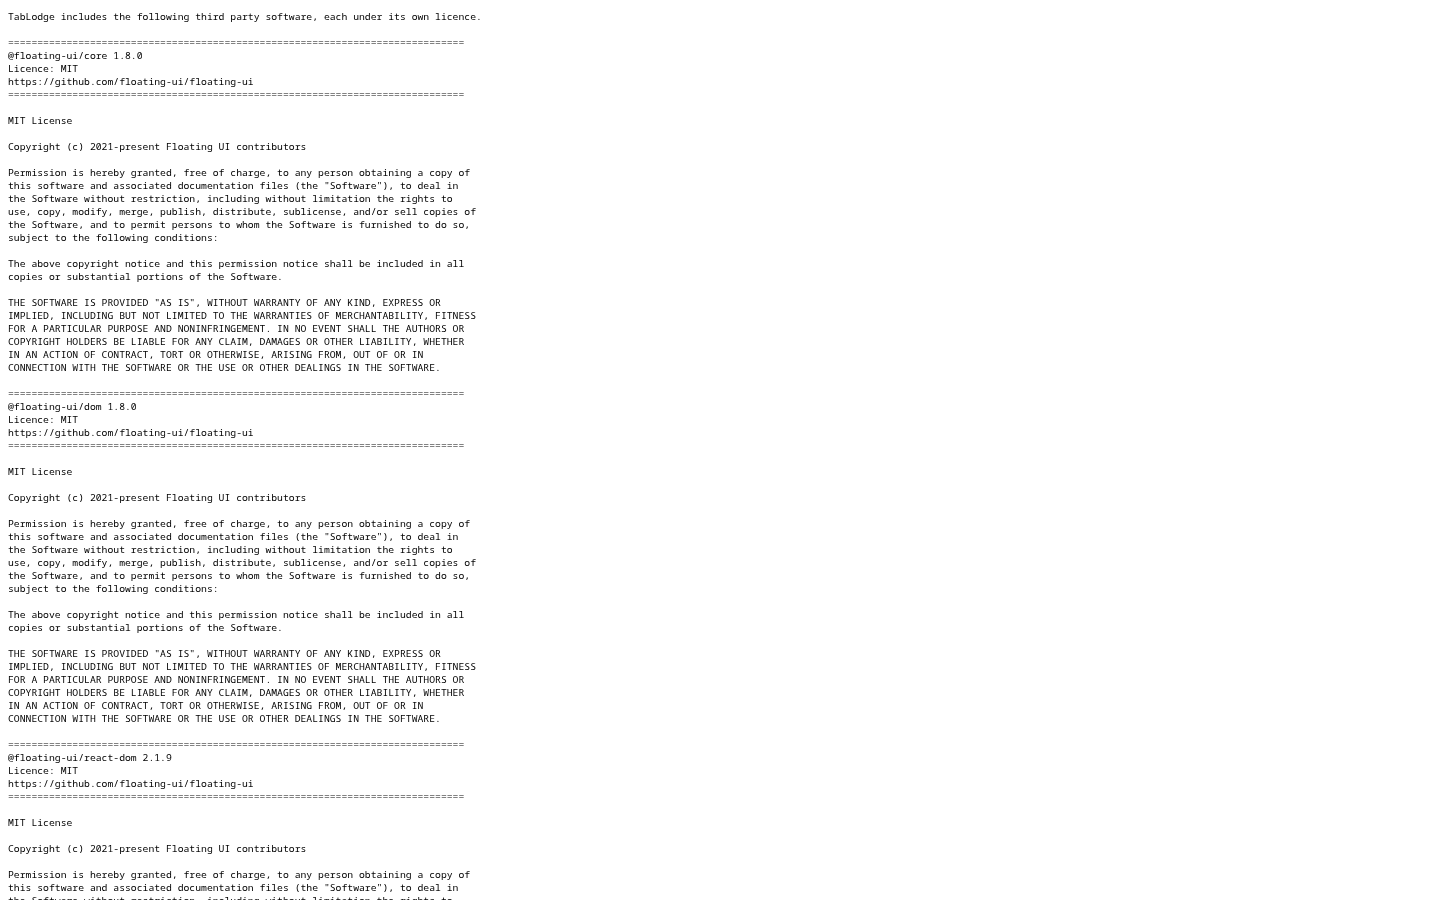 TabLodge includes the following third party software, each under its own licence.
==============================================================================
@floating-ui/core 1.8.0
Licence: MIT
https://github.com/floating-ui/floating-ui
==============================================================================
MIT License
Copyright (c) 2021-present Floating UI contributors
Permission is hereby granted, free of charge, to any person obtaining a copy of
this software and associated documentation files (the "Software"), to deal in
the Software without restriction, including without limitation the rights to
use, copy, modify, merge, publish, distribute, sublicense, and/or sell copies of
the Software, and to permit persons to whom the Software is furnished to do so,
subject to the following conditions:
The above copyright notice and this permission notice shall be included in all
copies or substantial portions of the Software.
THE SOFTWARE IS PROVIDED "AS IS", WITHOUT WARRANTY OF ANY KIND, EXPRESS OR
IMPLIED, INCLUDING BUT NOT LIMITED TO THE WARRANTIES OF MERCHANTABILITY, FITNESS
FOR A PARTICULAR PURPOSE AND NONINFRINGEMENT. IN NO EVENT SHALL THE AUTHORS OR
COPYRIGHT HOLDERS BE LIABLE FOR ANY CLAIM, DAMAGES OR OTHER LIABILITY, WHETHER
IN AN ACTION OF CONTRACT, TORT OR OTHERWISE, ARISING FROM, OUT OF OR IN
CONNECTION WITH THE SOFTWARE OR THE USE OR OTHER DEALINGS IN THE SOFTWARE.
==============================================================================
@floating-ui/dom 1.8.0
Licence: MIT
https://github.com/floating-ui/floating-ui
==============================================================================
MIT License
Copyright (c) 2021-present Floating UI contributors
Permission is hereby granted, free of charge, to any person obtaining a copy of
this software and associated documentation files (the "Software"), to deal in
the Software without restriction, including without limitation the rights to
use, copy, modify, merge, publish, distribute, sublicense, and/or sell copies of
the Software, and to permit persons to whom the Software is furnished to do so,
subject to the following conditions:
The above copyright notice and this permission notice shall be included in all
copies or substantial portions of the Software.
THE SOFTWARE IS PROVIDED "AS IS", WITHOUT WARRANTY OF ANY KIND, EXPRESS OR
IMPLIED, INCLUDING BUT NOT LIMITED TO THE WARRANTIES OF MERCHANTABILITY, FITNESS
FOR A PARTICULAR PURPOSE AND NONINFRINGEMENT. IN NO EVENT SHALL THE AUTHORS OR
COPYRIGHT HOLDERS BE LIABLE FOR ANY CLAIM, DAMAGES OR OTHER LIABILITY, WHETHER
IN AN ACTION OF CONTRACT, TORT OR OTHERWISE, ARISING FROM, OUT OF OR IN
CONNECTION WITH THE SOFTWARE OR THE USE OR OTHER DEALINGS IN THE SOFTWARE.
==============================================================================
@floating-ui/react-dom 2.1.9
Licence: MIT
https://github.com/floating-ui/floating-ui
==============================================================================
MIT License
Copyright (c) 2021-present Floating UI contributors
Permission is hereby granted, free of charge, to any person obtaining a copy of
this software and associated documentation files (the "Software"), to deal in
the Software without restriction, including without limitation the rights to